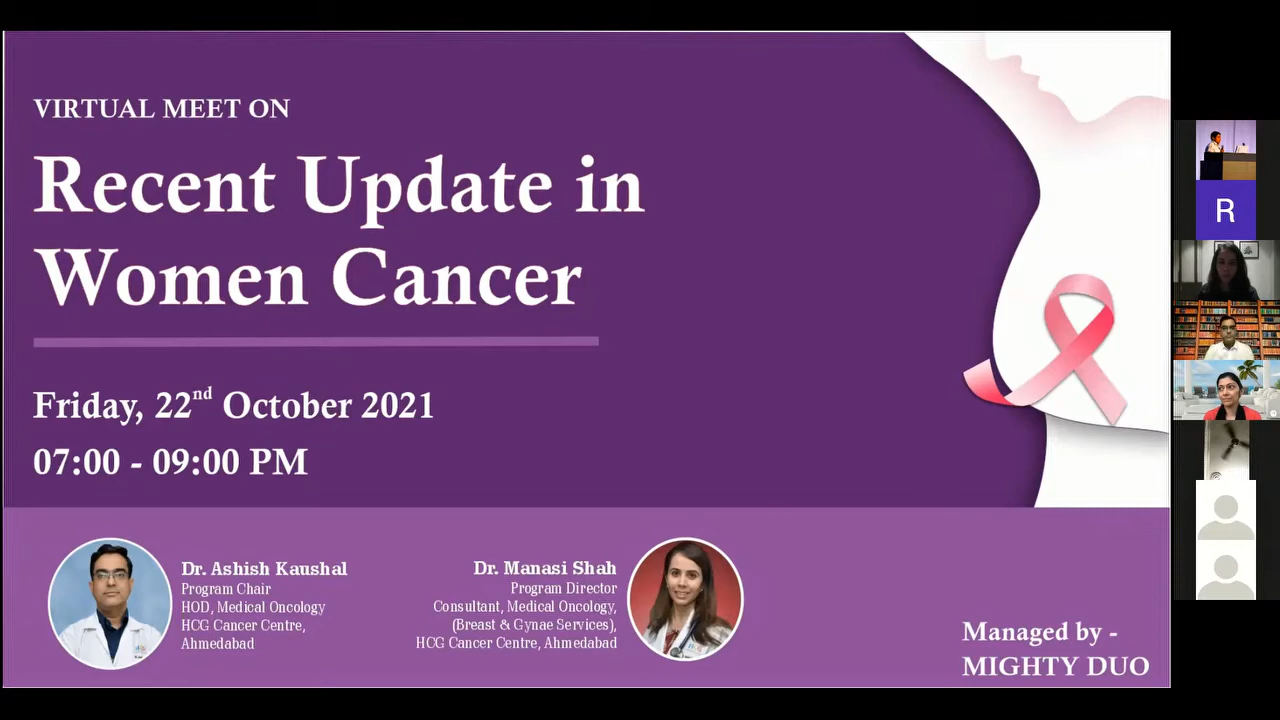 VIRTUAL MEET ON
Recent Update in
Women Cancer
Friday, 22nd October 2021
07:00 - 09:00 PM
Dr. Ashish Kaushal
Program Chair
HOD, Medical Oncology
HCG Cancer Centre,
Ahmedabad
Dr. Manasi Shah
Program Director
Consultant, Medical Oncology,
(Breast & Gynae Services),
HCG Cancer Centre, Ahmedabad
Managed by -
MIGHTY DUO
R